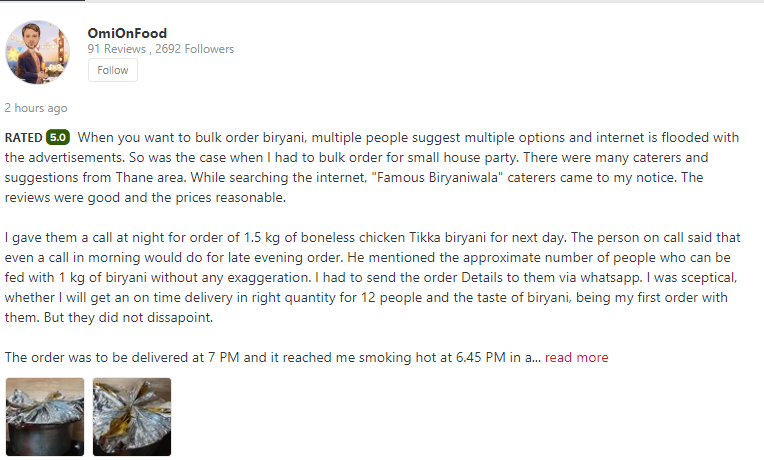 OmiOnFood
91 Reviews , 2692 Followers
Follow
2 hours ago
RATED 5.0 When you want to bulk order biryani, multiple people suggest multiple options and internet is flooded with
the advertisements. So was the case when I had to bulk order for small house party. There were many caterers and
suggestions from Thane area. While searching the internet, "Famous Biryaniwala" caterers came to my notice. The
reviews were good and the prices reasonable.
I gave them a call at night for order of 1.5 kg of boneless chicken Tikka biryani for next day. The person on call said that
even a call in morning would do for late evening order. He mentioned the approximate number of people who can be
fed with 1 kg of biryani without any exaggeration. I had to send the order Details to them via whatsapp. I was sceptical,
whether I will get an on time delivery in right quantity for 12 people and the taste of biryani, being my first order with
them. But they did not dissapoint.
The order was to be delivered at 7 PM and it reached me smoking hot at 6.45 PM in a... read more